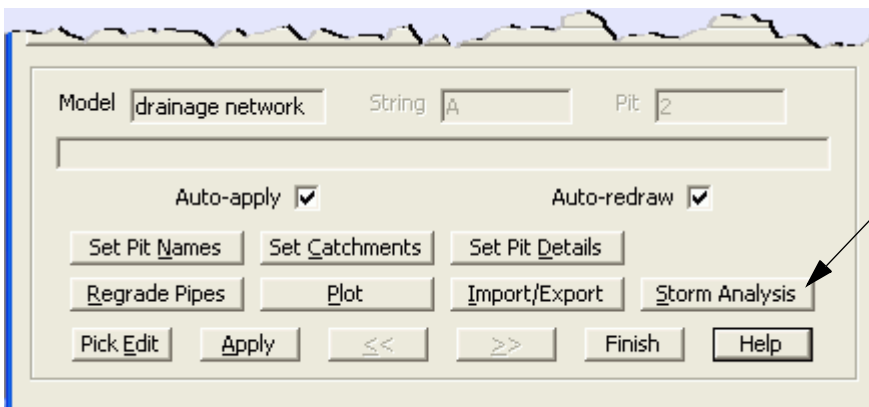 Model drainage network String A Pit 2
Auto-apply Auto-redraw
Set Pit Names Set Catchments Set Pit Details
Regrade Pipes Plot Import/Export Storm Analysis
Pick Edit Apply << >> Finish Help